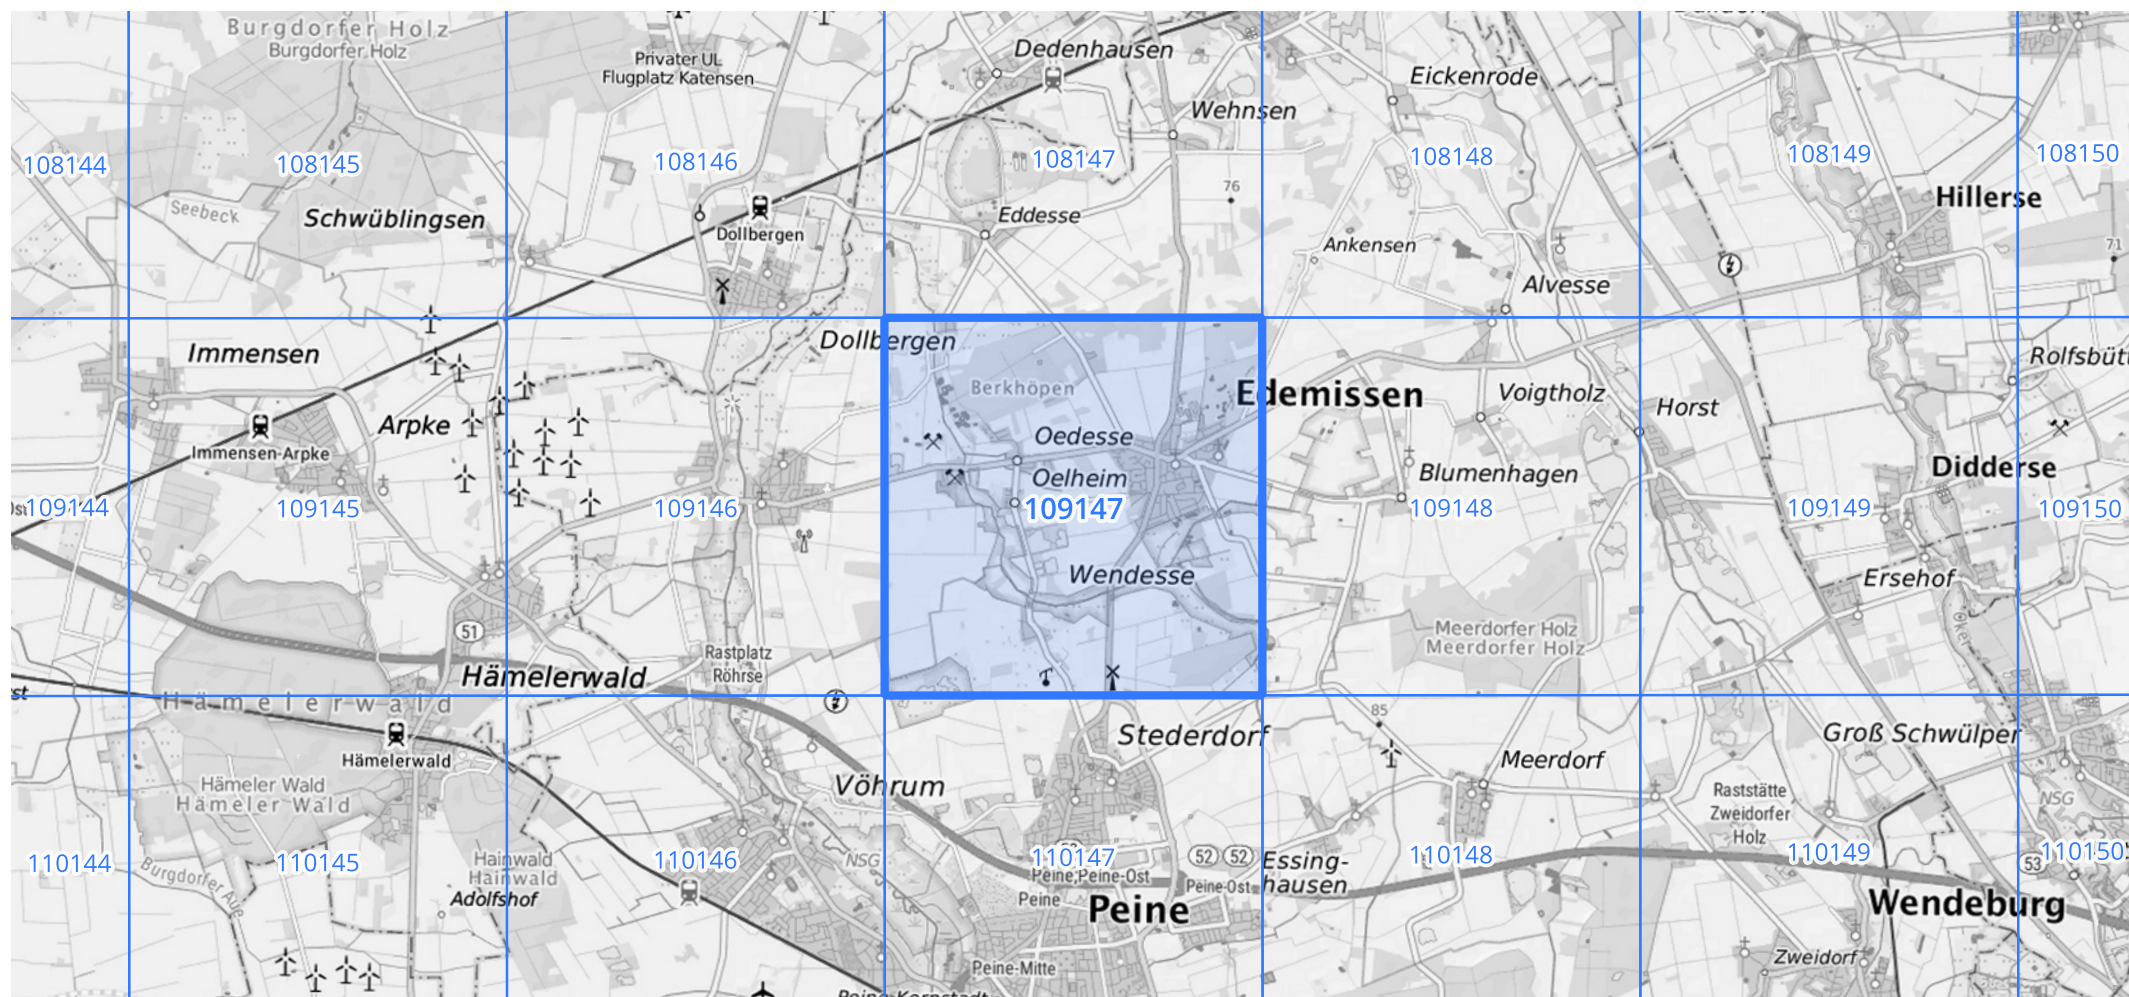 Burgdorfer Holz
Burgdorfer Holz
Privater UL
Flugplatz Katensen
Dedenhausen
Eickenrode
Wehnsen
108144
108145
108146
108147
108148
108149
108150
76
Seebeck
Schwüblingsen
Dollbergen
Eddesse
Ankensen
Hillerse
71
Alvesse
Immensen
Dollbergen
Berkhöpen
Edemissen
Voigtholz
Horst
Arpke
Immensen-Arpke
Oedesse
Oelheim
Blumenhagen
Didderse
109144
109145
109146
109147
109148
109149
109150
Wendesse
Ersehof
Oker
51
Meerdorfer Holz
Meerdorfer Holz
Rastplatz
Röhrse
Hämelerwald
Hämelerwald
85
Stederdorf
Groß Schwülper
Hämelerwald
Meerdorf
Hämeler Wald
Hämeler Wald
Vöhrum
Raststätte
Zweidorfer
Holz
NSG
110144
110145
110146
110147
110148
110149
110150
Burgdorfer Aue
Hainwald
Hainwald
Adolfshof
NSG
52
52
53
Essing-
hausen
Peine;Peine-Ost
Peine-Ost
Peine
Peine
Wendeburg
Peine-Mitte
Zweidorf